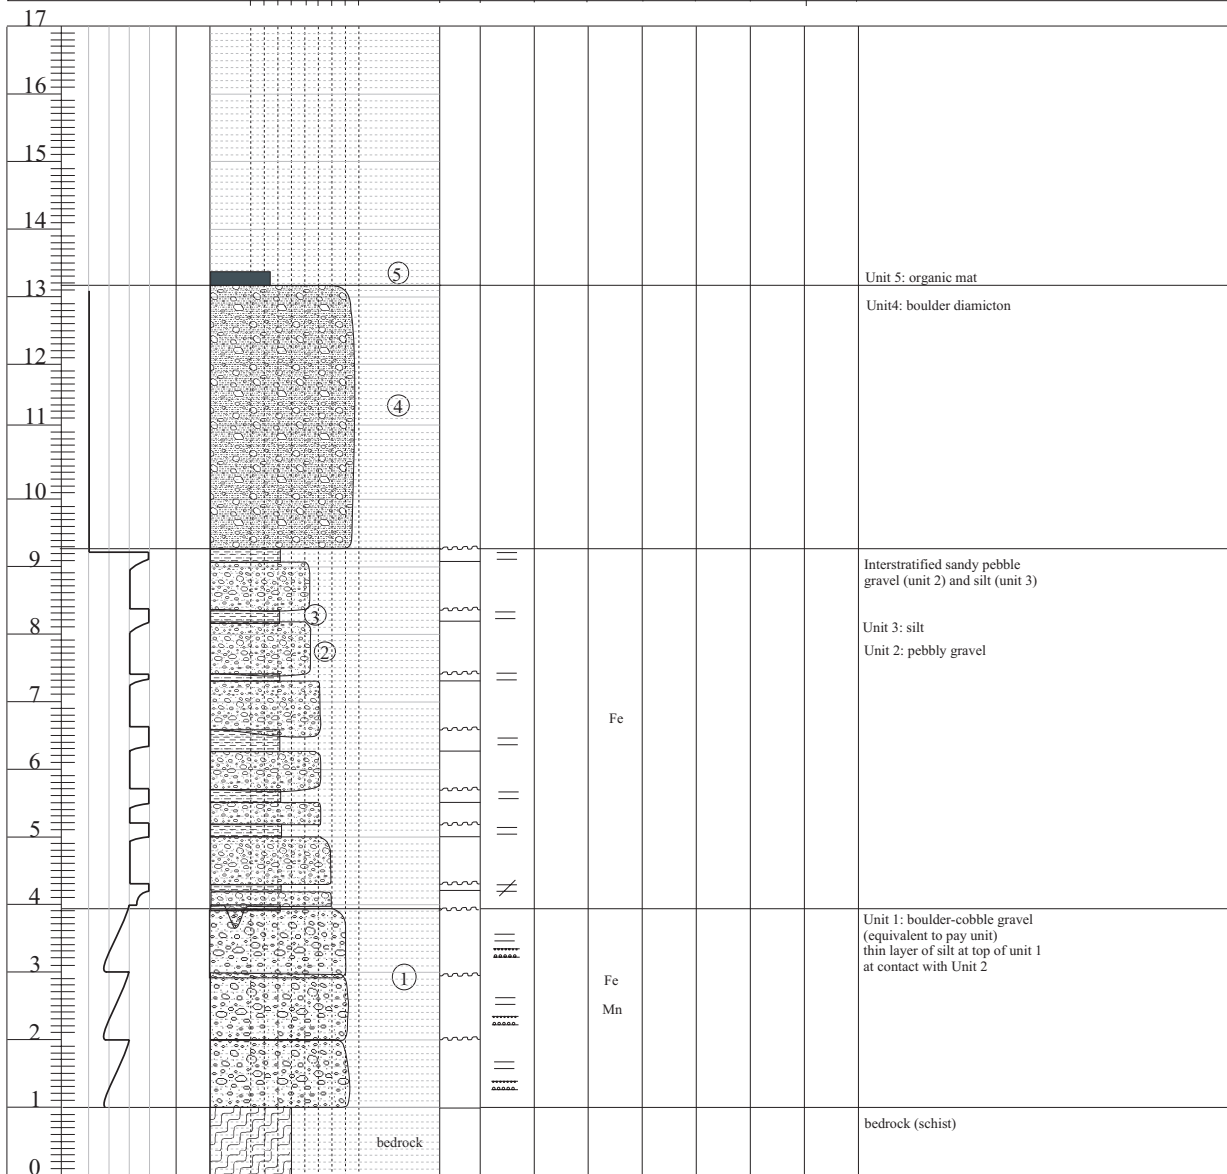 17
16
15
14
⑤
Unit 5: organic mat
13
Unit4: boulder diamicton
12
④
11
10
9
Interstratified sandy pebble
gravel (unit 2) and silt (unit 3)
③
8
Unit 3: silt
②
Unit 2: pebbly gravel
7
Fe
6
5
4
Unit 1: boulder-cobble gravel
(equivalent to pay unit)
thin layer of silt at top of unit 1
at contact with Unit 2
3
①
Fe
Mn
2
1
bedrock (schist)
bedrock
0